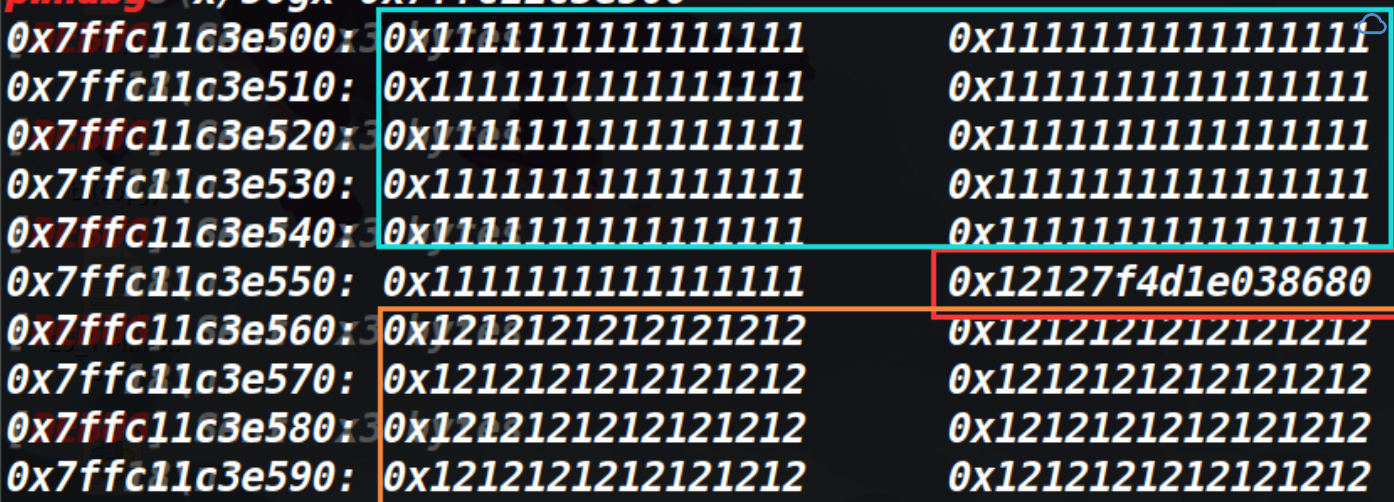 0x7ffc11c3e500: 0x1111111111111111 0x1111111111111111
0x7ffc11c3e510: 0x1111111111111111 0x1111111111111111
0x7ffc11c3e520: 0x1111111111111111 0x1111111111111111
0x7ffc11c3e530: 0x1111111111111111 0x1111111111111111
0x7ffc11c3e540: 0x1111111111111111 0x1111111111111111
0x7ffc11c3e550: 0x1111111111111111 0x12127f4d1e038680
0x7ffc11c3e560: 0x1212121212121212 0x1212121212121212
0x7ffc11c3e570: 0x1212121212121212 0x1212121212121212
0x7ffc11c3e580: 0x1212121212121212 0x1212121212121212
0x7ffc11c3e590: 0x1212121212121212 0x1212121212121212